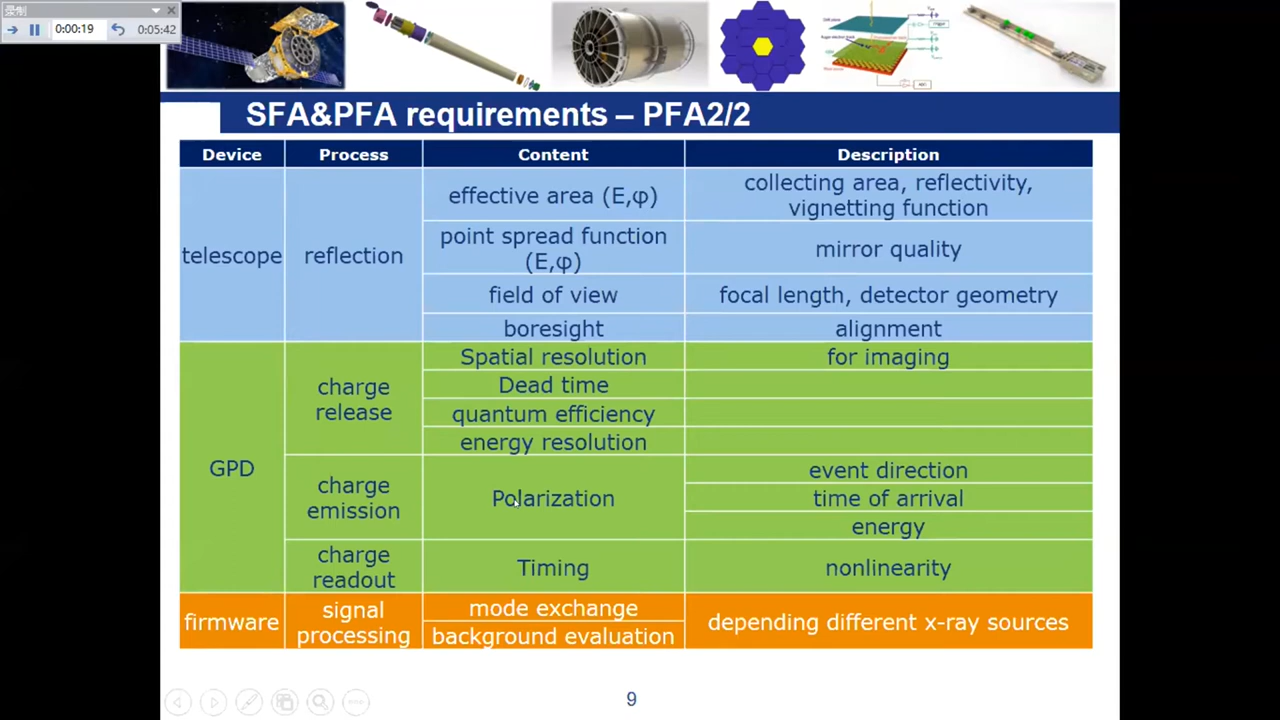 录制
0:00:19
0:05:42
SFA&PFA requirements – PFA2/2
Device Process Content Description
telescope
reflection
effective area (E,φ)
collecting area, reflectivity,
vignetting function
point spread function
(E,φ)
mirror quality
field of view
focal length, detector geometry
boresight
alignment
GPD
charge
release
Spatial resolution
for imaging
Dead time
quantum efficiency
energy resolution
charge
emission
Polarization
event direction
time of arrival
energy
charge
readout
Timing
nonlinearity
firmware
signal
processing
mode exchange
background evaluation
depending different x-ray sources
9